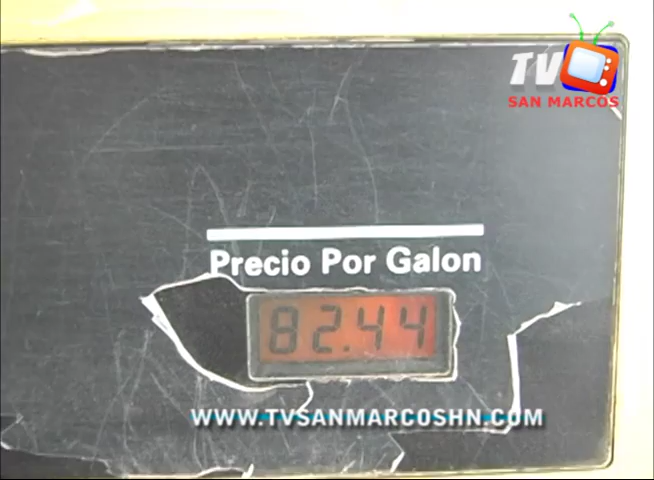 TV
SAN MARCOS
Precio Por Galon
82.44
WWW.TVSANMARCOSHN.COM